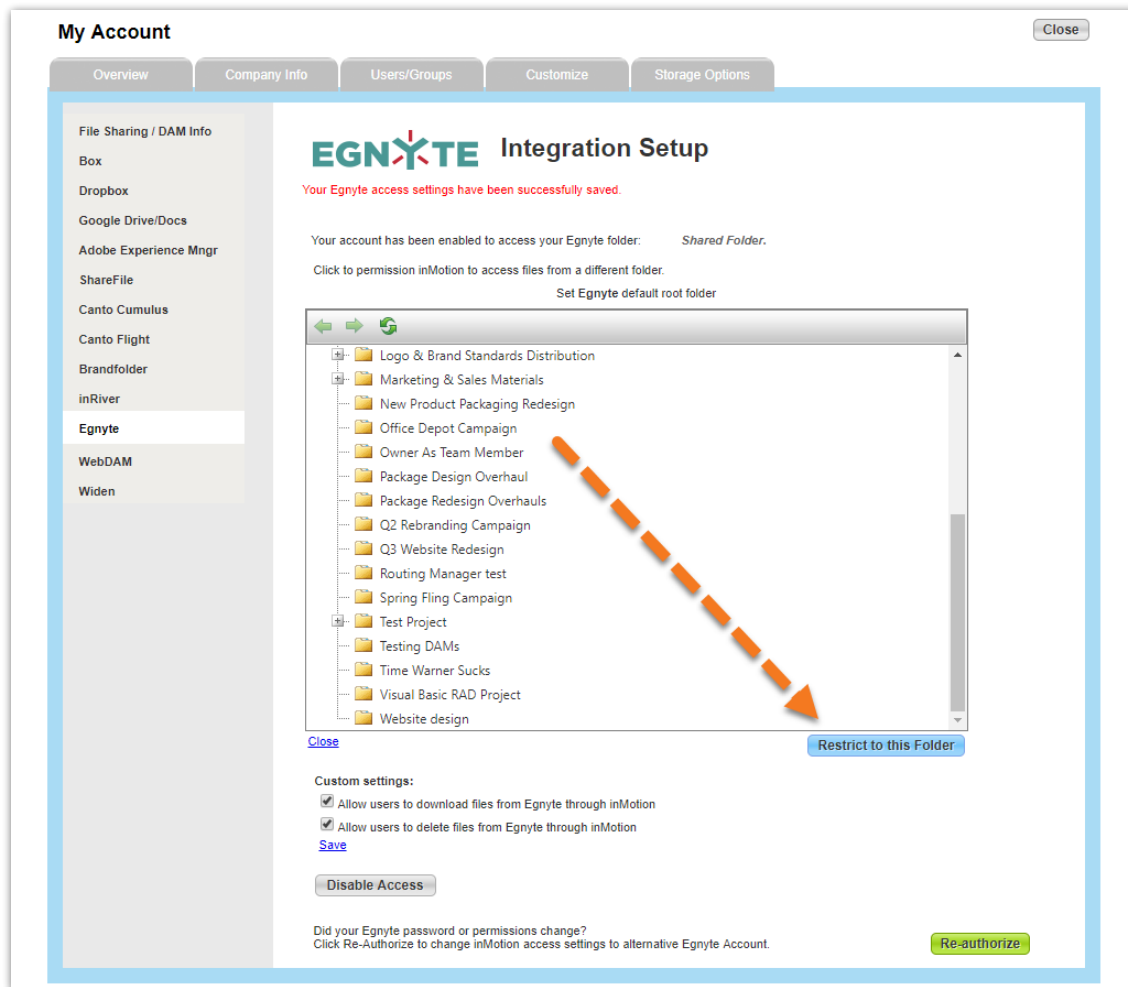 My Account
Close
Overview
Company Info
Users/Groups
Customize
Storage Options
File Sharing / DAM Info
Box
Dropbox
Google Drive/Docs
Adobe Experience Mngr
ShareFile
Canto Cumulus
Canto Flight
Brandfolder
inRiver
Egnyte
WebDAM
Widen
EGNYTE Integration Setup
Your Egnyte access settings have been successfully saved.
Your account has been enabled to access your Egnyte folder: Shared Folder.
Click to permission inMotion to access files from a different folder.
Set Egnyte default root folder
Logo & Brand Standards Distribution
Marketing & Sales Materials
New Product Packaging Redesign
Office Depot Campaign
Owner As Team Member
Package Design Overhaul
Package Redesign Overhauls
Q2 Rebranding Campaign
Q3 Website Redesign
Routing Manager test
Spring Fling Campaign
Test Project
Testing DAMs
Time Warner Sucks
Visual Basic RAD Project
Website design
Close
Restrict to this Folder
Custom settings:
Allow users to download files from Egnyte through inMotion
Allow users to delete files from Egnyte through inMotion
Save
Disable Access
Did your Egnyte password or permissions change?
Click Re-Authorize to change inMotion access settings to alternative Egnyte Account.
Re-authorize